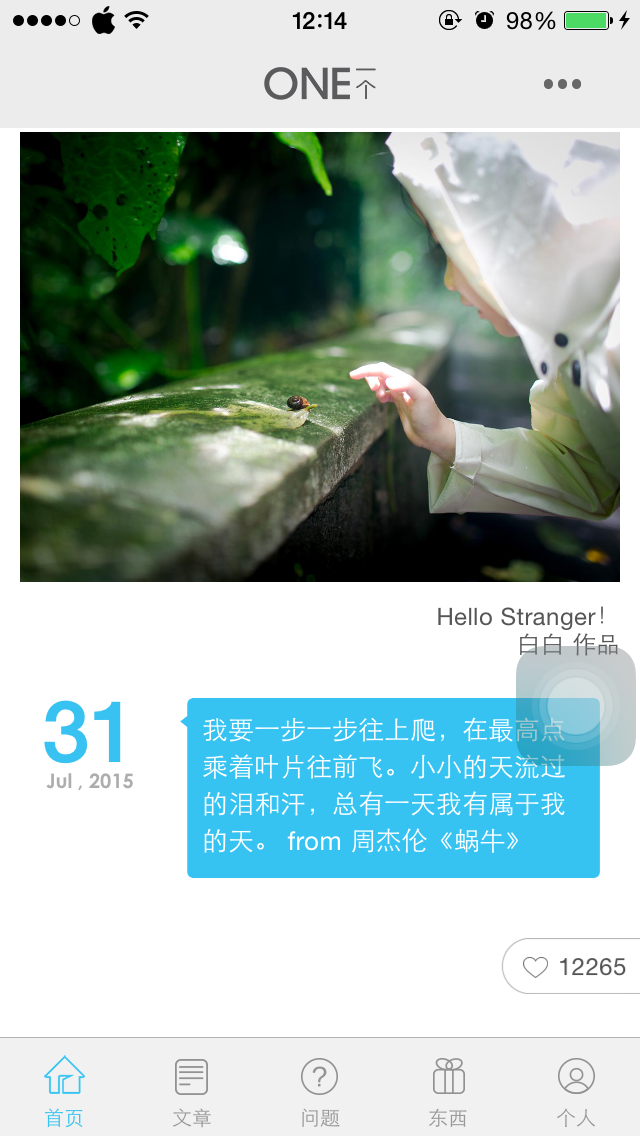 12:14
98%
ONE一个
Hello Stranger!
白白 作品
31
Jul , 2015
我要一步一步往上爬，在最高点
乘着叶片往前飞。小小的天流过
的泪和汗，总有一天我有属于我
的天。 from 周杰伦《蜗牛》
12265
首页
文章
问题
东西
个人